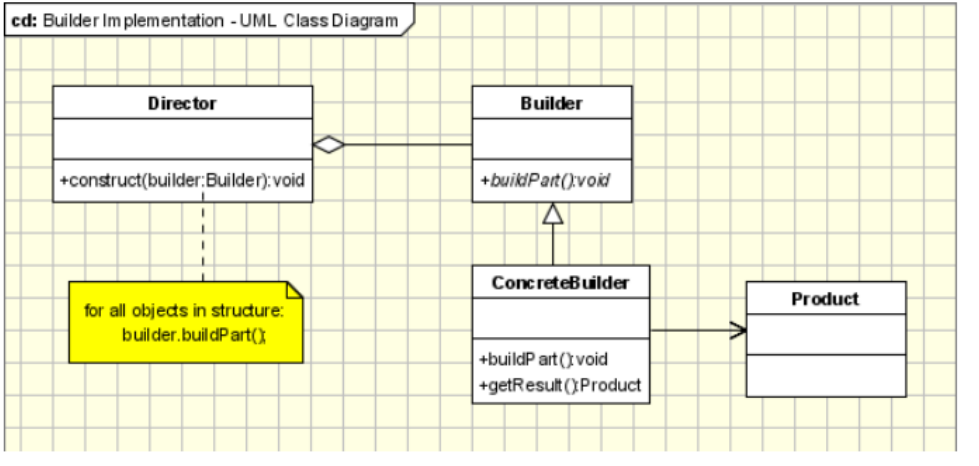 cd: Builder Implementation - UML Class Diagram
Director
+construct(builder:Builder):void
for all objects in structure:
builder.buildPart();
Builder
+buildPart():void
ConcreteBuilder
+buildPart():void
+getResult():Product
Product